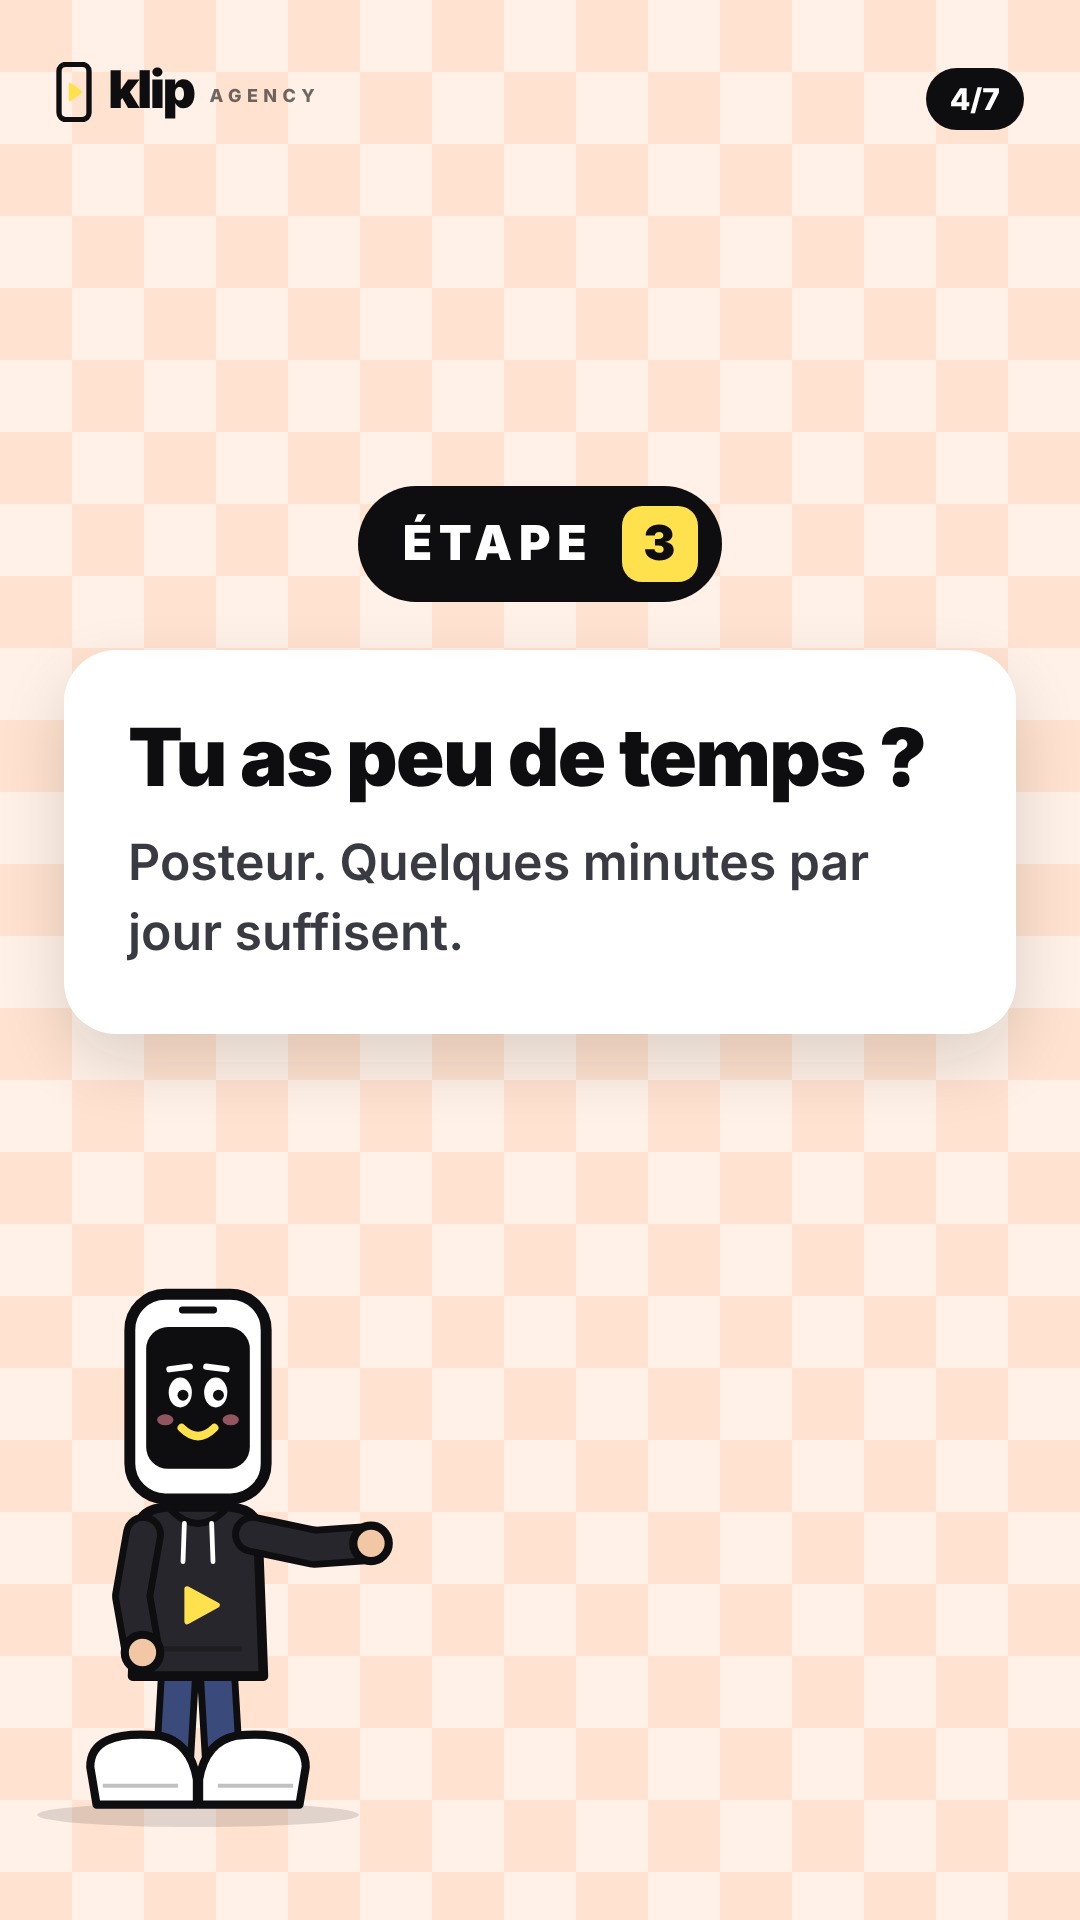 klip AGENCY
4/7
ÉTAPE 3
Tu as peu de temps ?
Posteur. Quelques minutes par
jour suffisent.